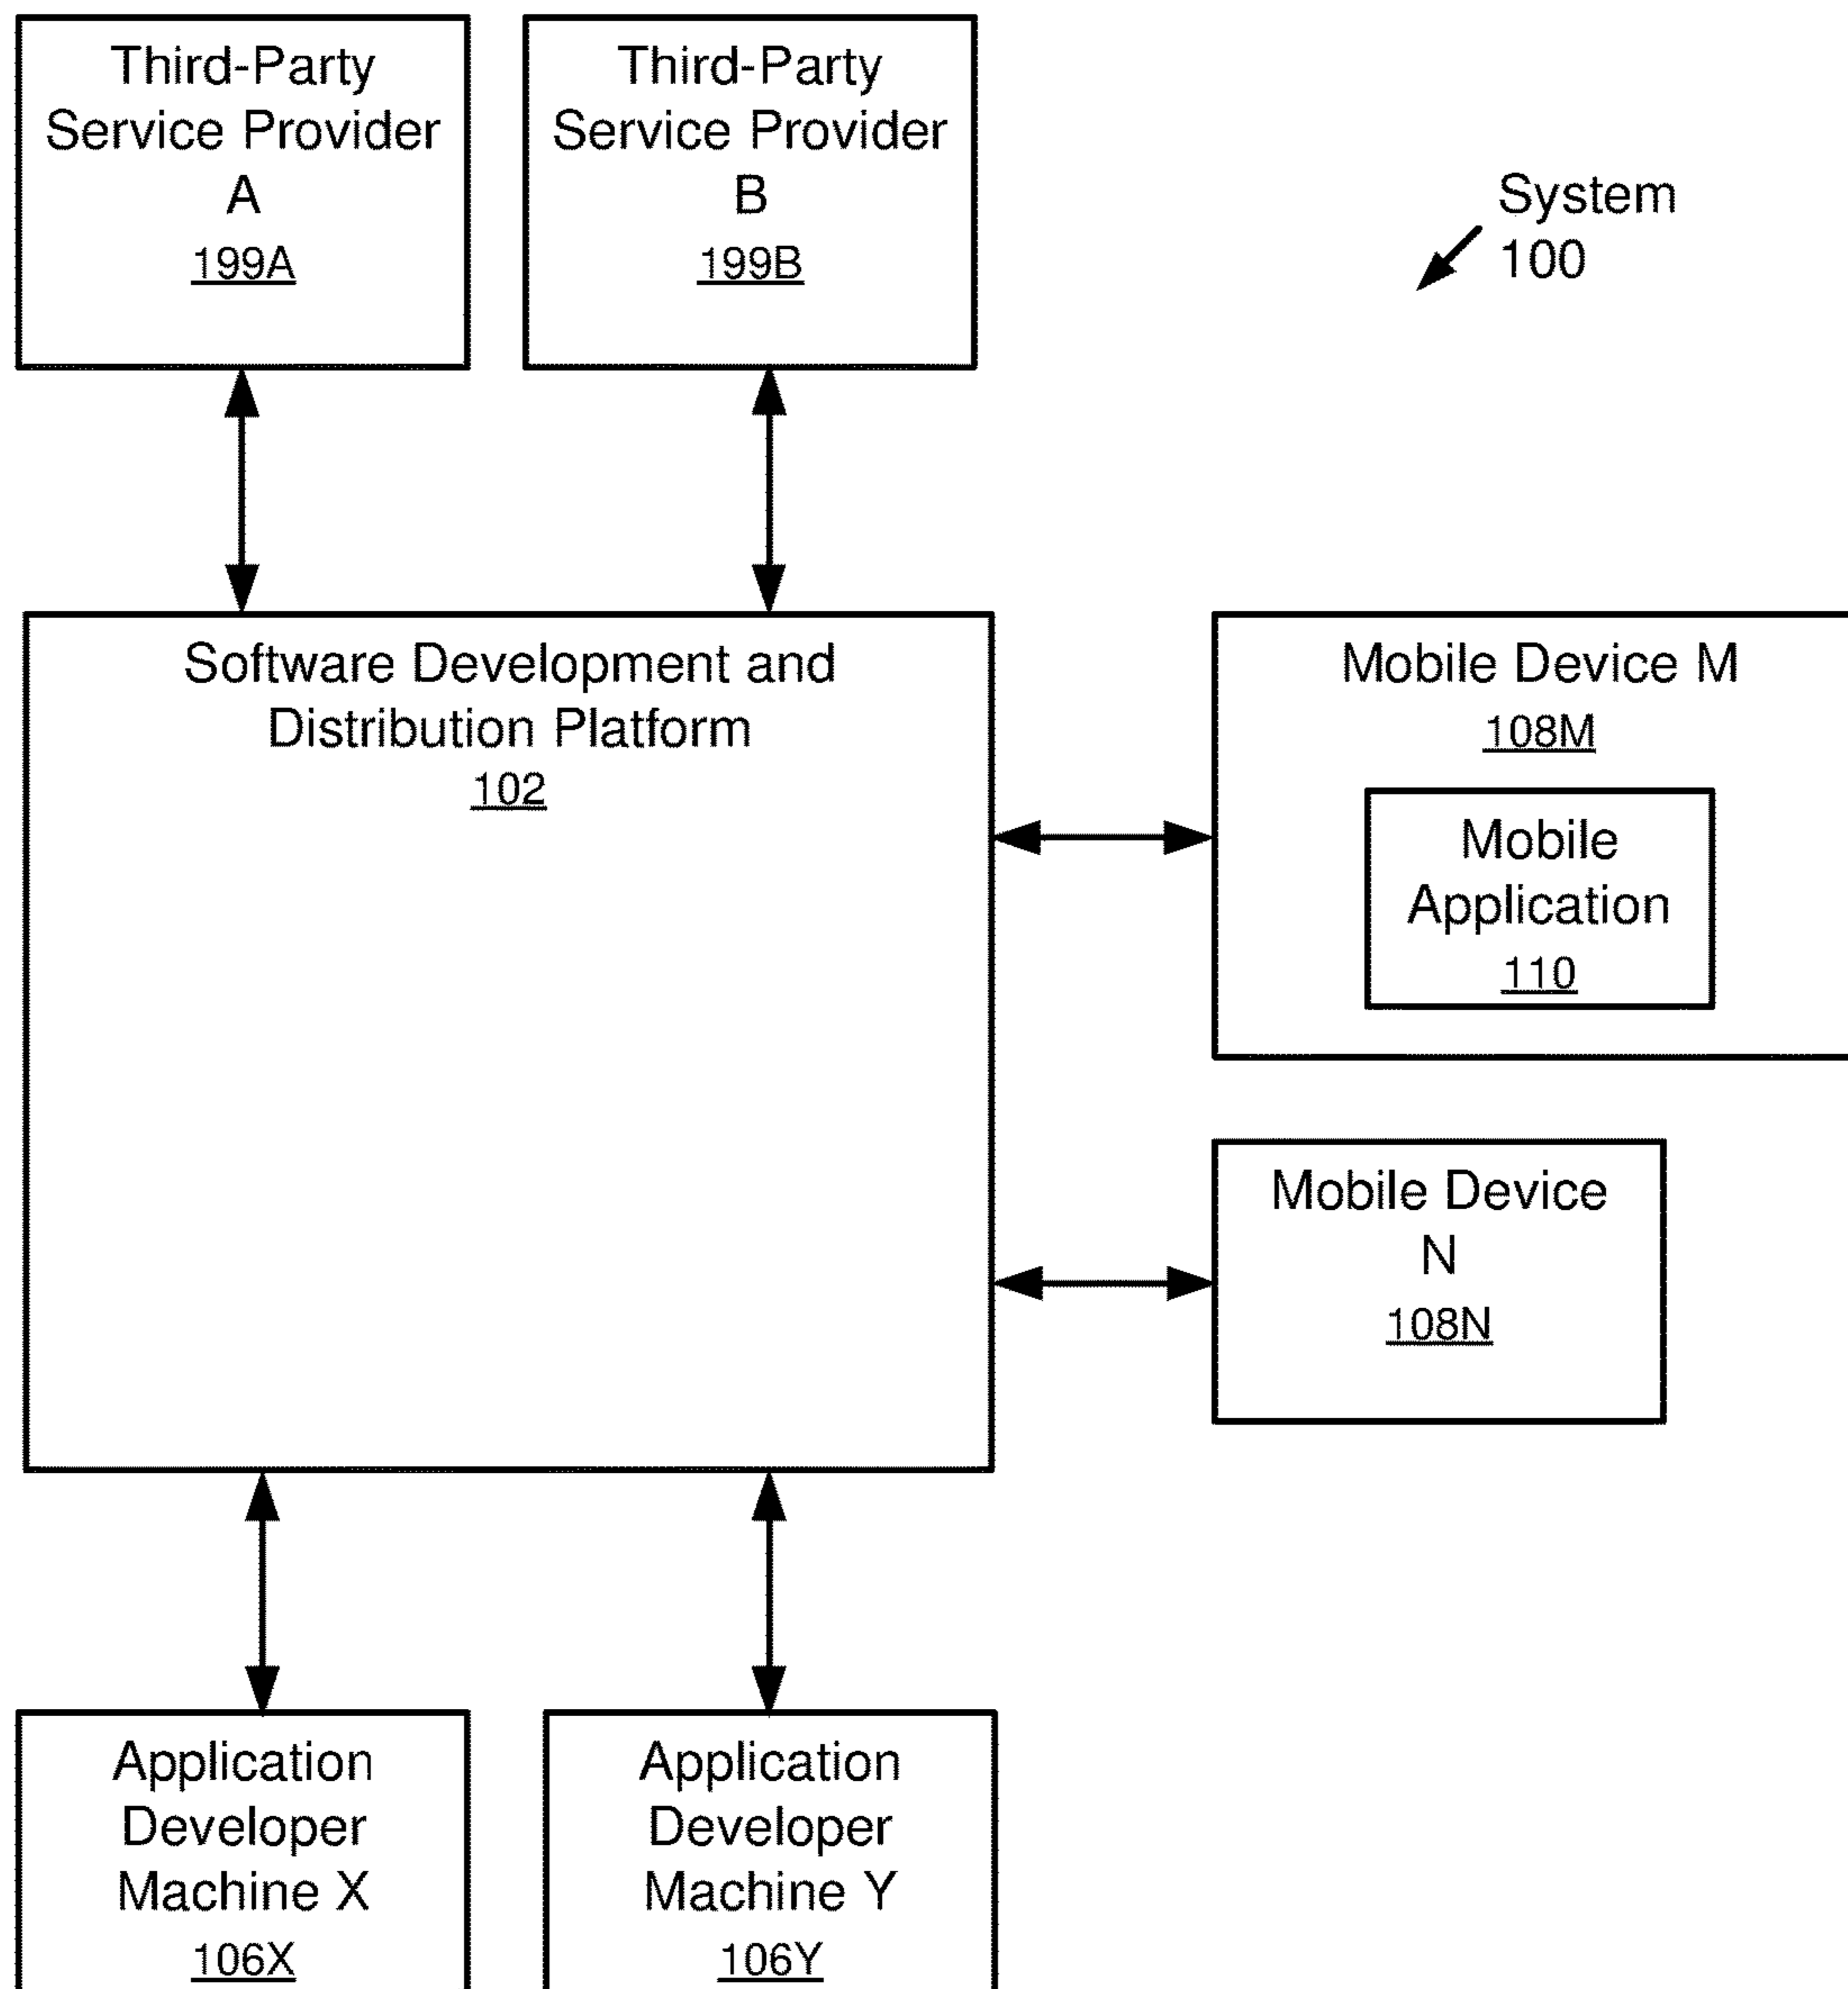 Third-Party
Service Provider
A
199A
Third-Party
Service Provider
B
199B
System
100
Software Development and
Distribution Platform
102
Mobile Device M
108M
Mobile
Application
110
Mobile Device
N
108N
Application
Developer
Machine X
106X
Application
Developer
Machine Y
106Y